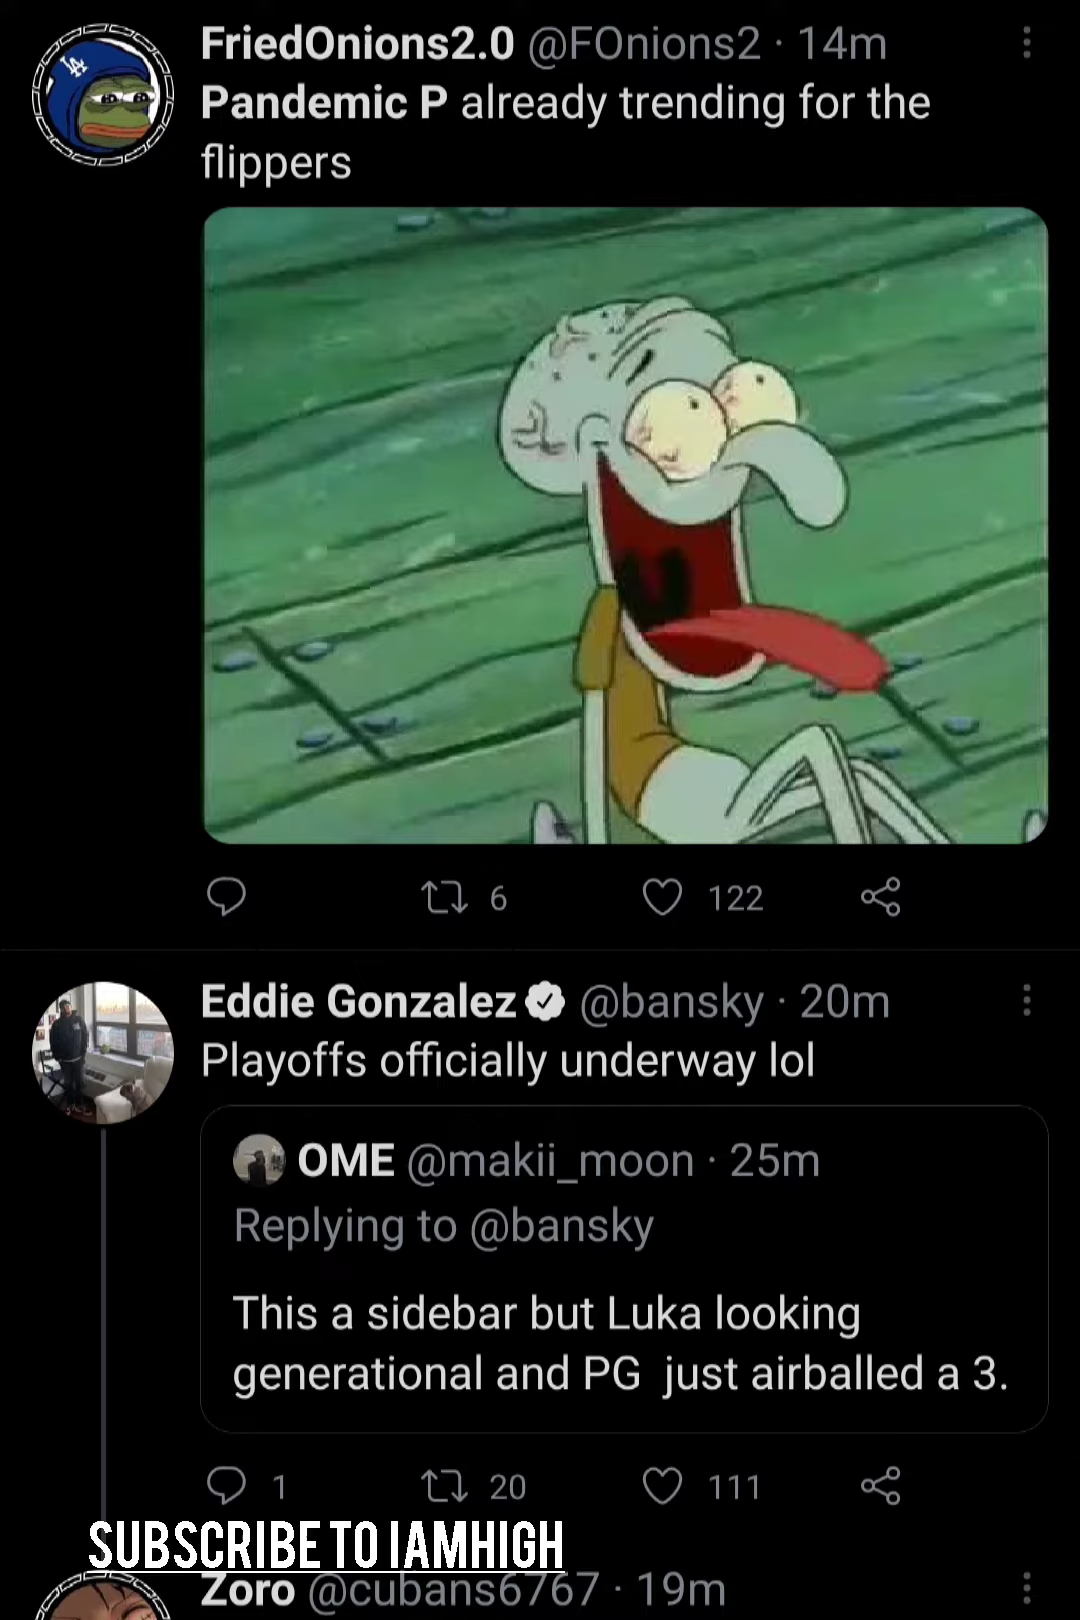 FriedOnions2.0 @FOnions2 · 14m
Pandemic P already trending for the
flippers
6
122
Eddie Gonzalez @bansky · 20m
Playoffs officially underway lol
OME @makii_moon · 25m
Replying to @bansky
This a sidebar but Luka looking
generational and PG just airballed a 3.
1
20
111
SUBSCRIBE TO IAMHIGH
Zoro @cubans6767 · 19m